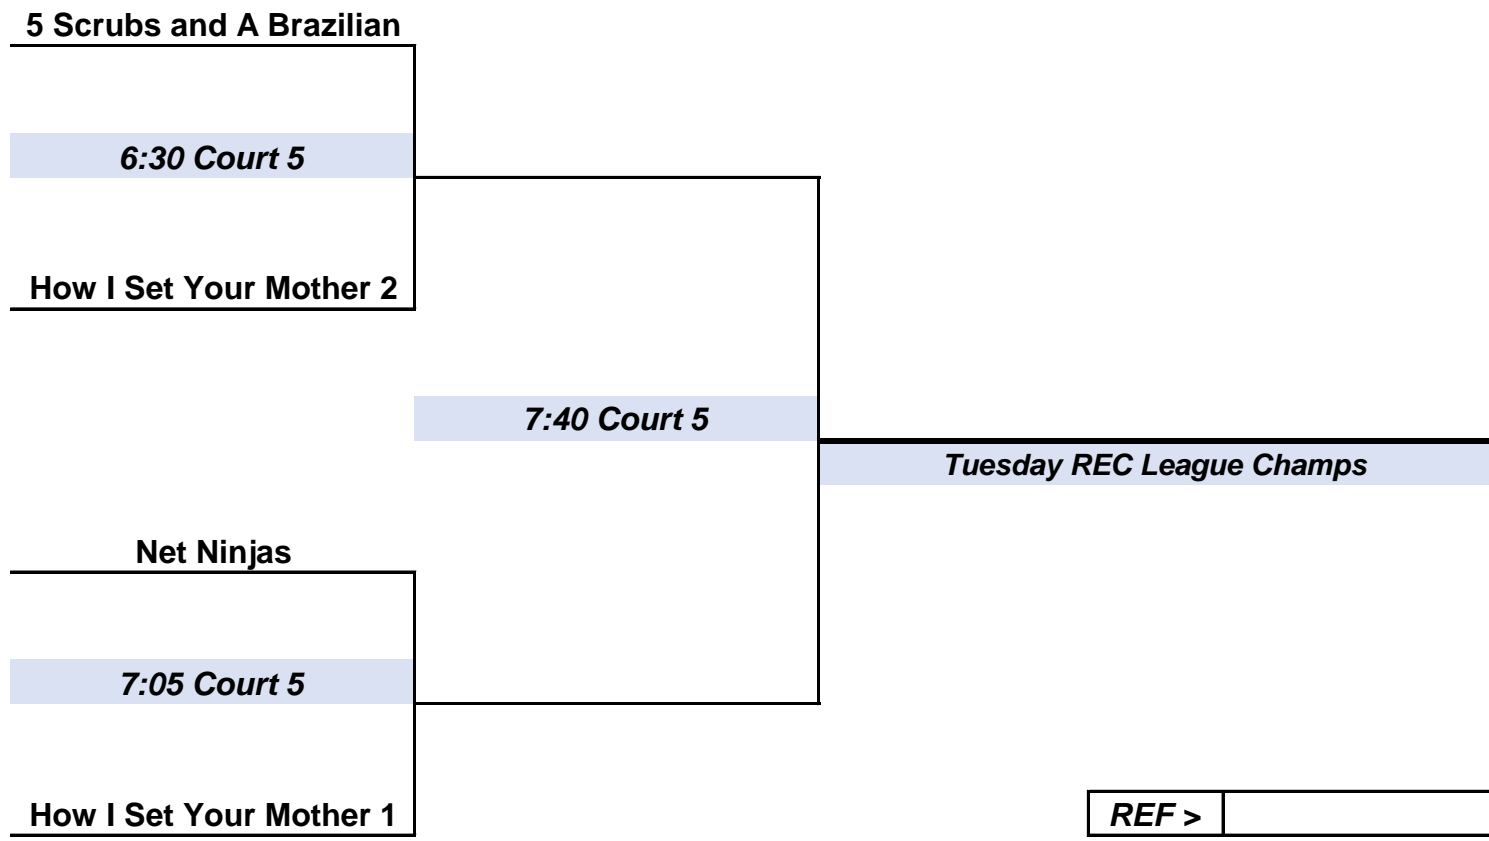 5 Scrubs and A Brazilian
6:30 Court 5
How I Set Your Mother 2
7:40 Court 5
Tuesday REC League Champs
Net Ninjas
7:05 Court 5
How I Set Your Mother 1
REF >